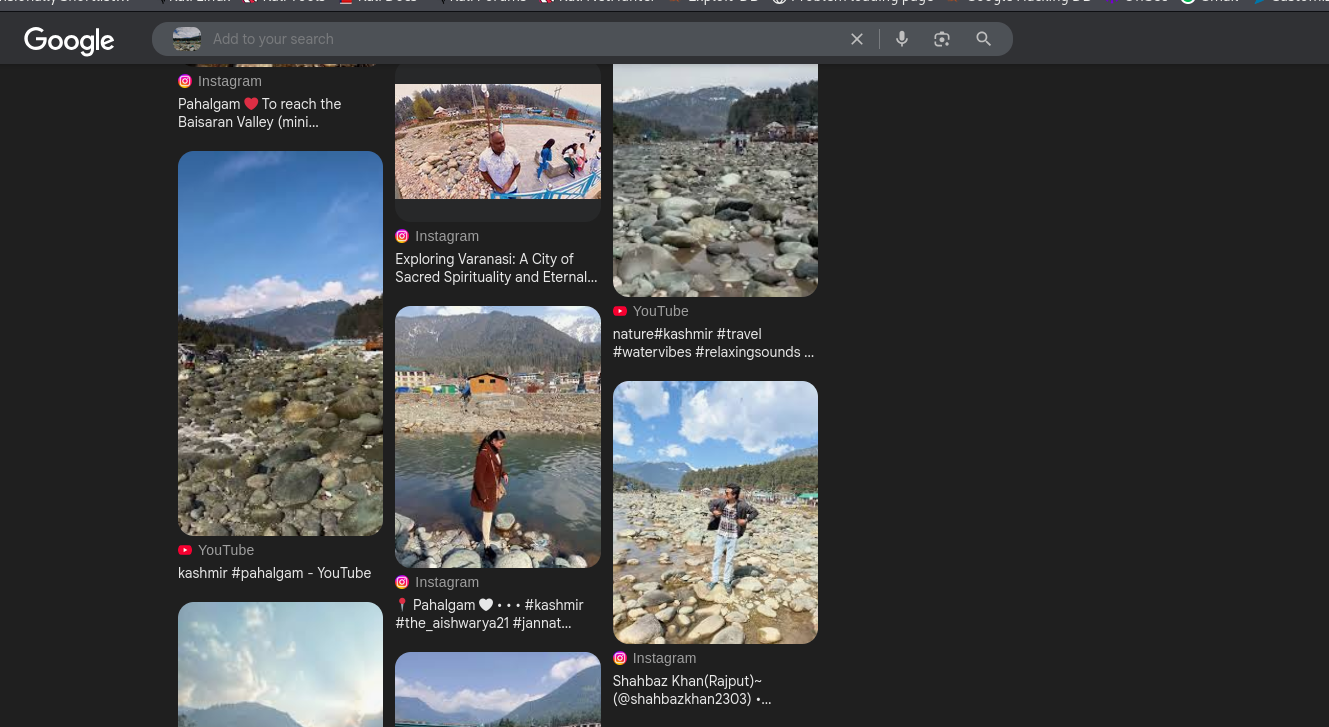 Google
Add to your search
Instagram
Pahalgam ❤️ To reach the
Baisaran Valley (mini...
YouTube
kashmir #pahalgam - YouTube
Instagram
Exploring Varanasi: A City of
Sacred Spirituality and Eternal...
Instagram
📍 Pahalgam 🤍 • • • #kashmir
#the_aishwarya21 #jannat...
YouTube
nature#kashmir #travel
#watervibes #relaxingsounds ...
Instagram
Shahbaz Khan(Rajput)~
(@shahbazkhan2303) •...